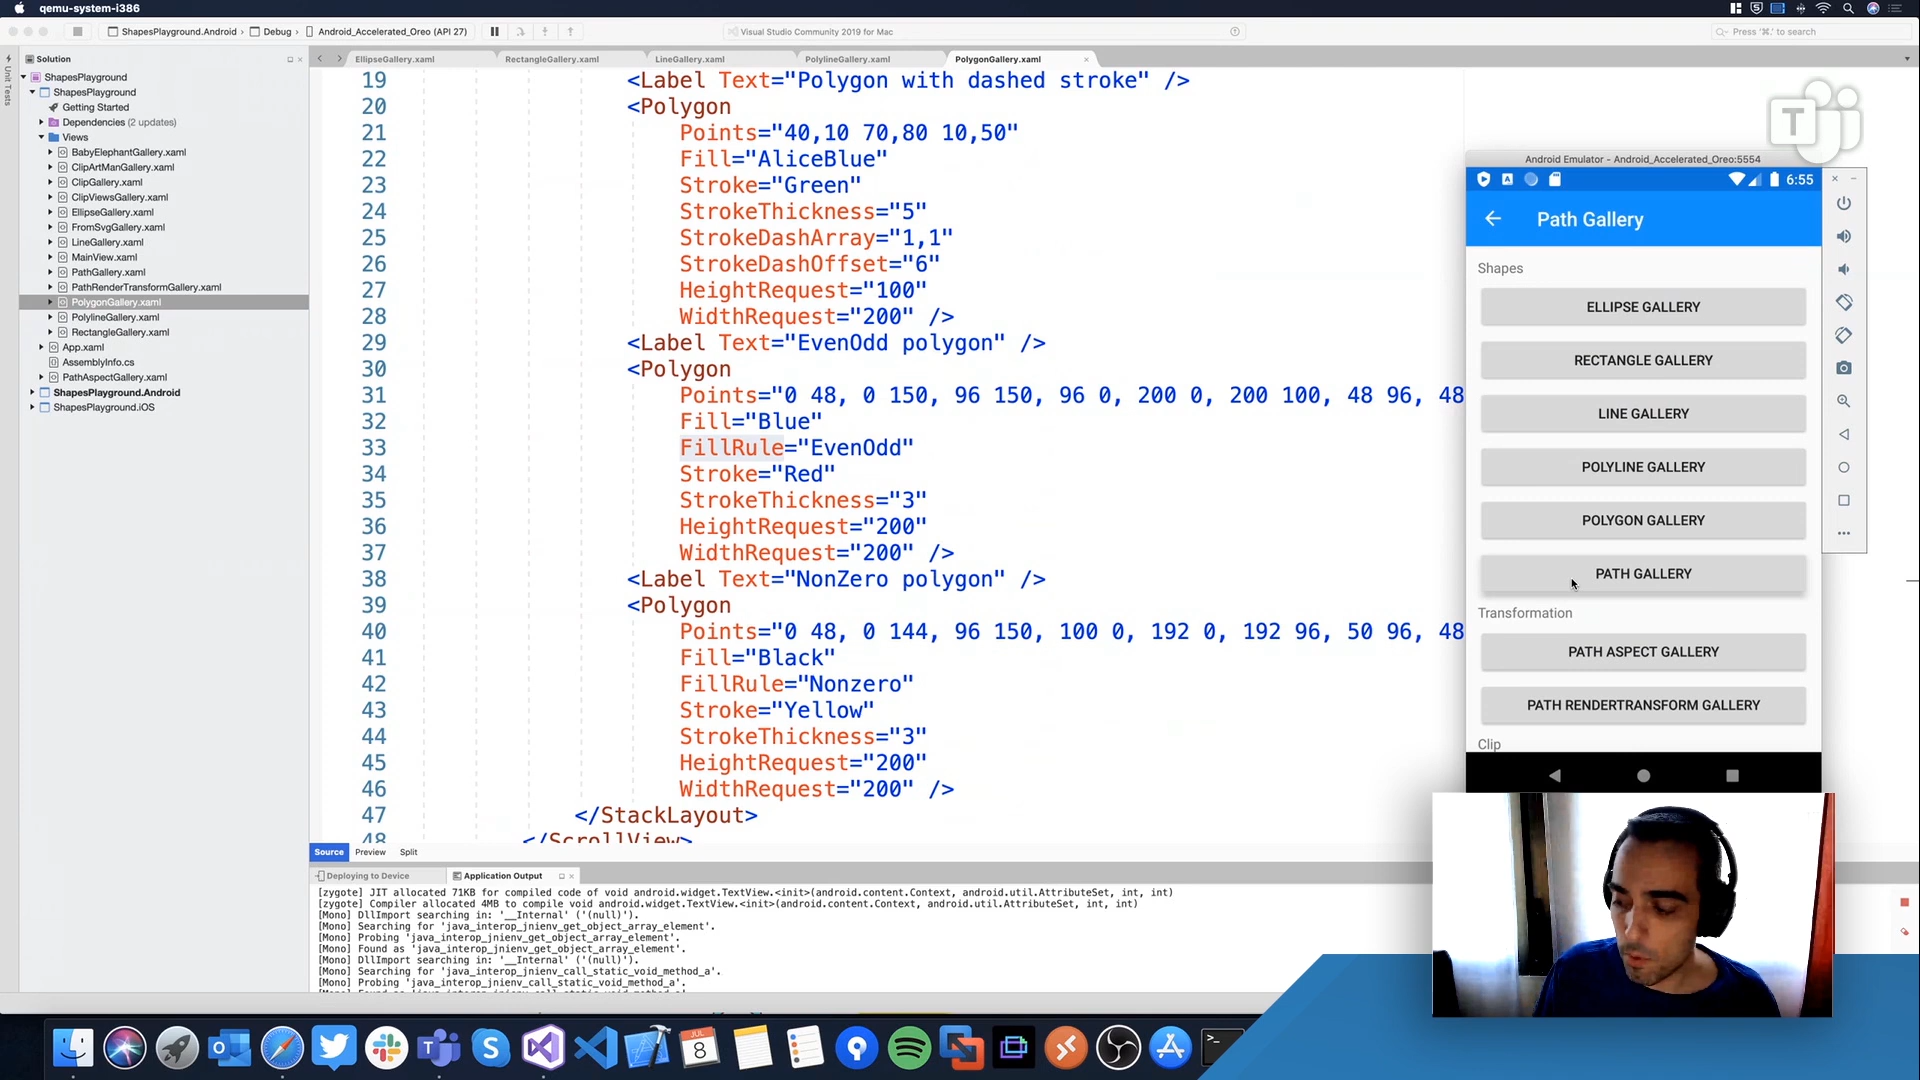 qemu-system-i386
ShapesPlayground.Android
Debug
Android_Accelerated_Oreo (API 27)
Visual Studio Community 2019 for Mac
Press '⌘.' to search
Unit Tests
Solution
EllipseGallery.xaml
RectangleGallery.xaml
LineGallery.xaml
PolylineGallery.xaml
PolygonGallery.xaml
ShapesPlayground
ShapesPlayground
Getting Started
Dependencies (2 updates)
Views
BabyElephantGallery.xaml
ClipArtManGallery.xaml
ClipGallery.xaml
ClipViewsGallery.xaml
EllipseGallery.xaml
FromSvgGallery.xaml
LineGallery.xaml
MainView.xaml
PathGallery.xaml
PathRenderTransformGallery.xaml
PolygonGallery.xaml
PolylineGallery.xaml
RectangleGallery.xaml
App.xaml
AssemblyInfo.cs
PathAspectGallery.xaml
ShapesPlayground.Android
ShapesPlayground.iOS
19 <Label Text="Polygon with dashed stroke" />
20 <Polygon
21 Points="40,10 70,80 10,50"
22 Fill="AliceBlue"
23 Stroke="Green"
24 StrokeThickness="5"
25 StrokeDashArray="1,1"
26 StrokeDashOffset="6"
27 HeightRequest="100"
28 WidthRequest="200" />
29 <Label Text="EvenOdd polygon" />
30 <Polygon
31 Points="0 48, 0 150, 96 150, 96 0, 200 0, 200 100, 48 96, 48
32 Fill="Blue"
33 FillRule="EvenOdd"
34 Stroke="Red"
35 StrokeThickness="3"
36 HeightRequest="200"
37 WidthRequest="200" />
38 <Label Text="NonZero polygon" />
39 <Polygon
40 Points="0 48, 0 144, 96 150, 100 0, 192 0, 192 96, 50 96, 48
41 Fill="Black"
42 FillRule="Nonzero"
43 Stroke="Yellow"
44 StrokeThickness="3"
45 HeightRequest="200"
46 WidthRequest="200" />
47 </StackLayout>
48 </ScrollView>
Source
Preview
Split
Deploying to Device
Application Output
[zygote] JIT allocated 71KB for compiled code of void android.widget.TextView.<init>(android.content.Context, android.util.AttributeSet, int, int)
[zygote] Compiler allocated 4MB to compile void android.widget.TextView.<init>(android.content.Context, android.util.AttributeSet, int, int)
[Mono] DllImport searching in: '__Internal' ('(null)').
[Mono] Searching for 'java_interop_jnienv_get_object_array_element'.
[Mono] Probing 'java_interop_jnienv_get_object_array_element'.
[Mono] Found as 'java_interop_jnienv_get_object_array_element'.
[Mono] DllImport searching in: '__Internal' ('(null)').
[Mono] Searching for 'java_interop_jnienv_call_static_void_method_a'.
[Mono] Probing 'java_interop_jnienv_call_static_void_method_a'.
T
Android Emulator - Android_Accelerated_Oreo:5554
6:55
Path Gallery
Shapes
ELLIPSE GALLERY
RECTANGLE GALLERY
LINE GALLERY
POLYLINE GALLERY
POLYGON GALLERY
PATH GALLERY
Transformation
PATH ASPECT GALLERY
PATH RENDERTRANSFORM GALLERY
Clip
JUL
8